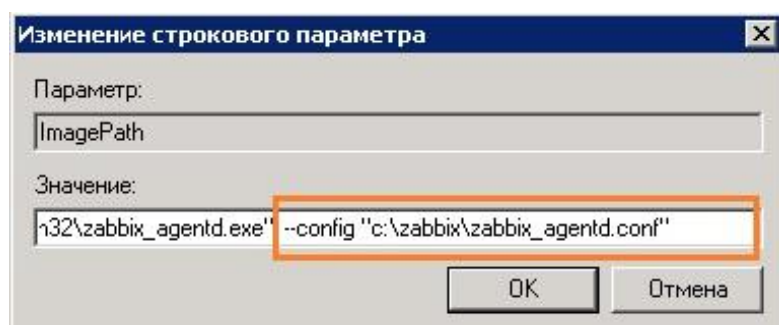 Изменение строкового параметра
Параметр:
ImagePath
Значение:
n32\zabbix_agentd.exe" --config "c:\zabbix\zabbix_agentd.conf"
OK
Отмена